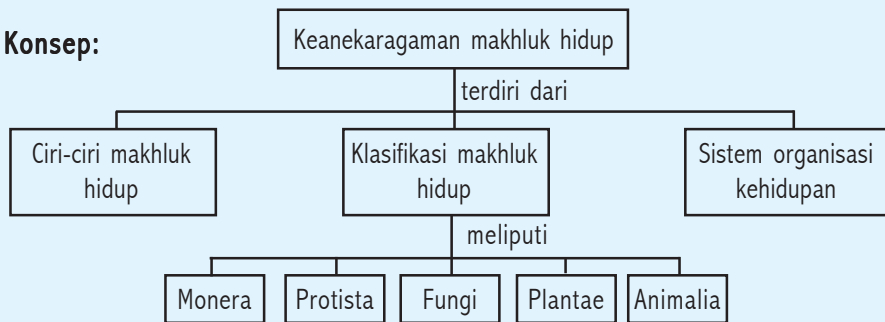 Konsep:
Keanekaragaman makhluk hidup
terdiri dari
Ciri-ciri makhluk
hidup
Klasifikasi makhluk
hidup
Sistem organisasi
kehidupan
meliputi
Monera
Protista
Fungi
Plantae
Animalia